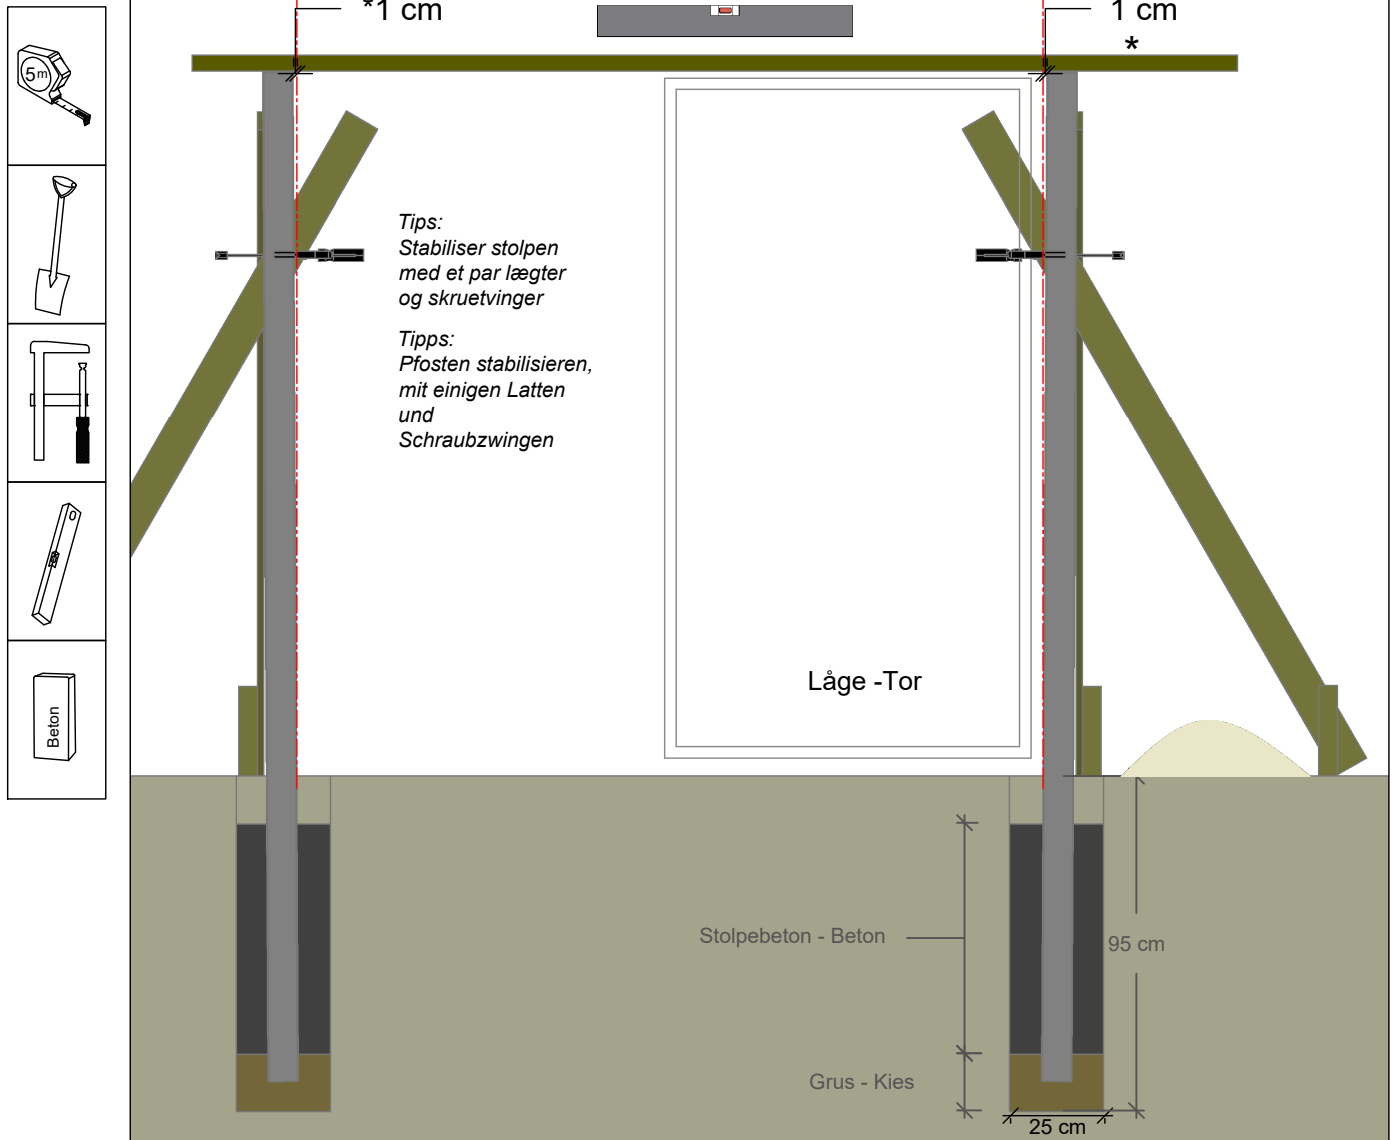 *1 cm
1 cm
*
5m
Tips:
Stabiliser stolpen
med et par lægter
og skruetvinger
Tipps:
Pfosten stabilisieren,
mit einigen Latten
und
Schraubzwingen
Låge -Tor
Beton
Stolpebeton - Beton
95 cm
Grus - Kies
25 cm